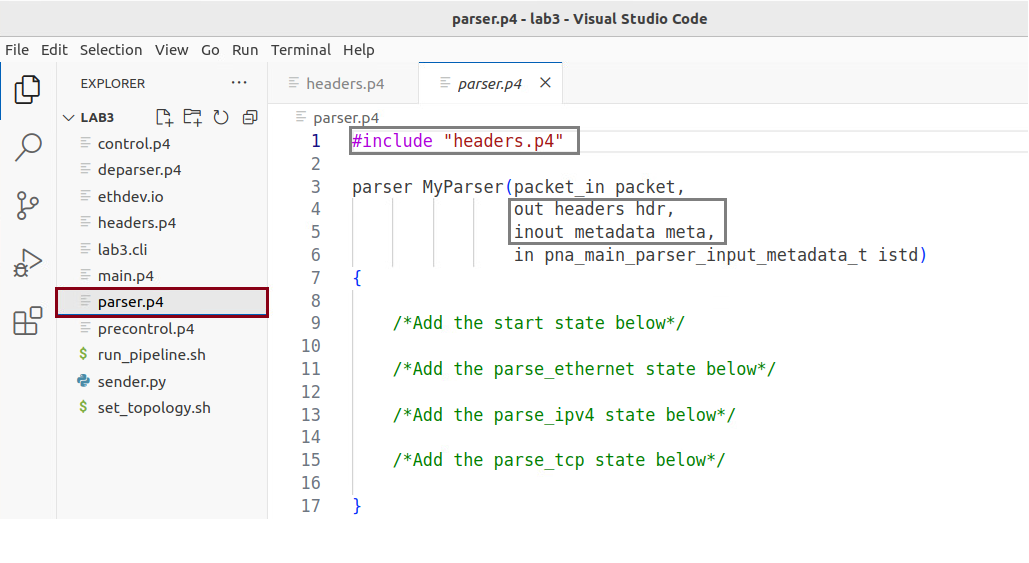 parser.p4 - lab3 - Visual Studio Code
File Edit Selection View Go Run Terminal Help
EXPLORER ···
LAB3
control.p4
deparser.p4
ethdev.io
headers.p4
lab3.cli
main.p4
parser.p4
precontrol.p4
$ run_pipeline.sh
sender.py
$ set_topology.sh
headers.p4
parser.p4
parser.p4
1 #include "headers.p4"
2
3 parser MyParser(packet_in packet,
4 out headers hdr,
5 inout metadata meta,
6 in pna_main_parser_input_metadata_t istd)
7 {
8
9 /*Add the start state below*/
10
11 /*Add the parse_ethernet state below*/
12
13 /*Add the parse_ipv4 state below*/
14
15 /*Add the parse_tcp state below*/
16
17 }